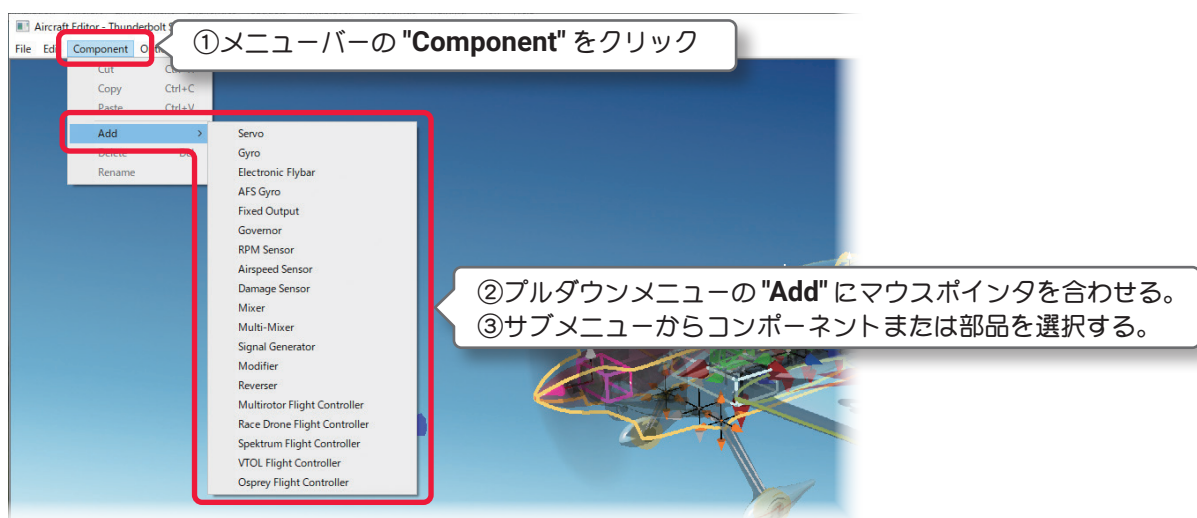 Aircraft Editor - Thunderbolt
①メニューバーの "Component" をクリック
File
Component
Cut
Copy Ctrl+C
Paste Ctrl+V
Add >
Delete
Rename
Servo
Gyro
Electronic Flybar
AFS Gyro
Fixed Output
Governor
RPM Sensor
Airspeed Sensor
Damage Sensor
Mixer
Multi-Mixer
Signal Generator
Modifier
Reverser
Multirotor Flight Controller
Race Drone Flight Controller
Spektrum Flight Controller
VTOL Flight Controller
Osprey Flight Controller
②プルダウンメニューの "Add" にマウスポインタを合わせる。
③サブメニューからコンポーネントまたは部品を選択する。